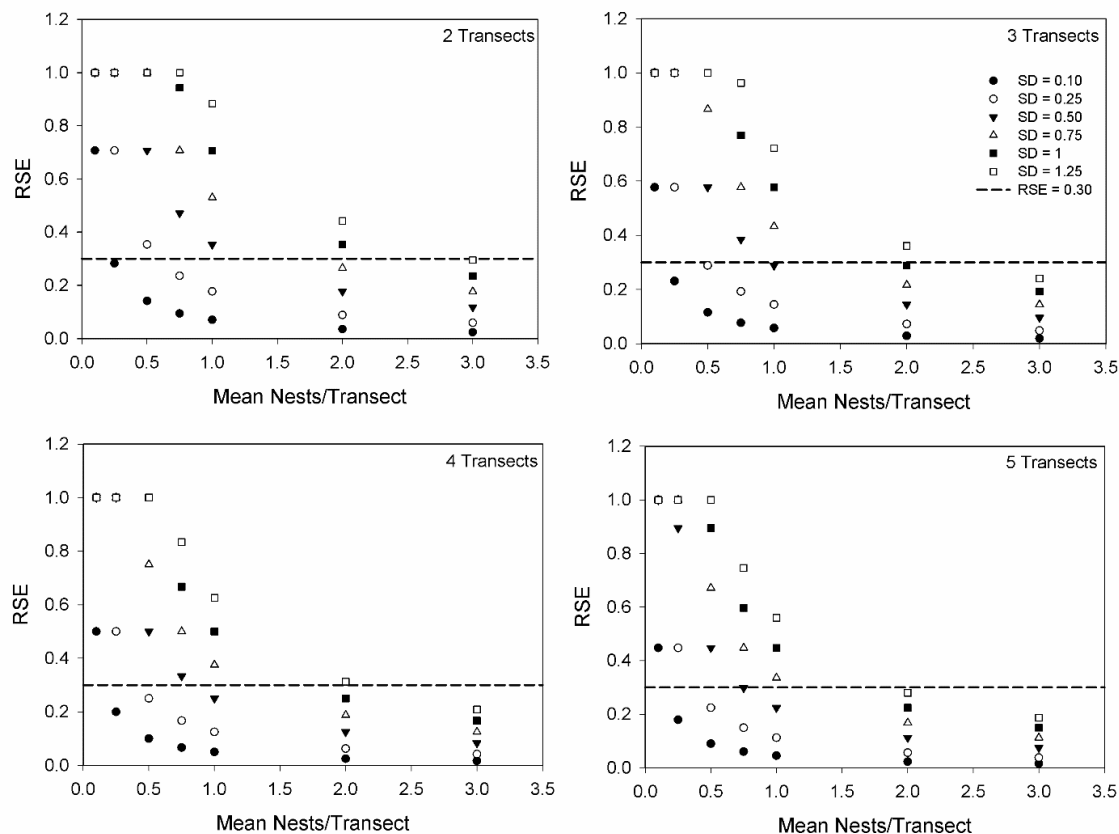 2 Transects
RSE
1.2
1.0
0.8
0.6
0.4
0.2
0.0
0.0 0.5 1.0 1.5 2.0 2.5 3.0 3.5
Mean Nests/Transect
3 Transects
SD = 0.10
SD = 0.25
SD = 0.50
SD = 0.75
SD = 1
SD = 1.25
RSE = 0.30
RSE
1.2
1.0
0.8
0.6
0.4
0.2
0.0
0.0 0.5 1.0 1.5 2.0 2.5 3.0 3.5
Mean Nests/Transect
4 Transects
RSE
1.2
1.0
0.8
0.6
0.4
0.2
0.0
0.0 0.5 1.0 1.5 2.0 2.5 3.0 3.5
Mean Nests/Transect
5 Transects
RSE
1.2
1.0
0.8
0.6
0.4
0.2
0.0
0.0 0.5 1.0 1.5 2.0 2.5 3.0 3.5
Mean Nests/Transect